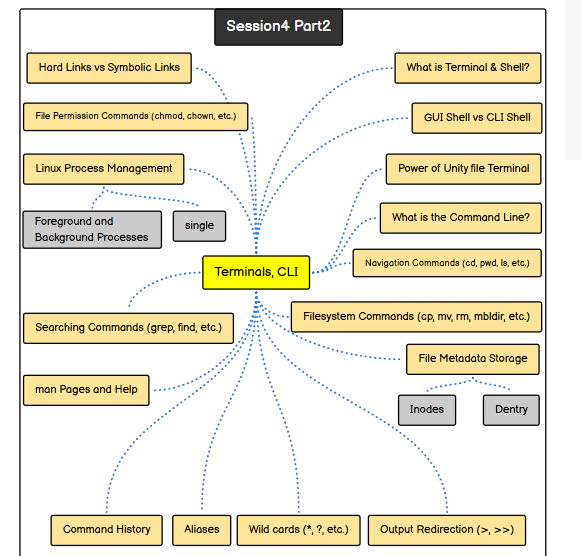 Session4 Part2
Hard Links vs Symbolic Links
What is Terminal & Shell?
File Permission Commands (chmod, chown, etc.)
GUI Shell vs CLI Shell
Linux Process Management
Power of Unity file Terminal
Foreground and
Background Processes
single
What is the Command Line?
Terminals, CLI
Navigation Commands (cd, pwd, ls, etc.)
Searching Commands (grep, find, etc.)
Filesystem Commands (cp, mv, rm, mbldir, etc.)
File Metadata Storage
man Pages and Help
Inodes
Dentry
Command History
Aliases
Wild cards (*, ?, etc.)
Output Redirection (>, >>)